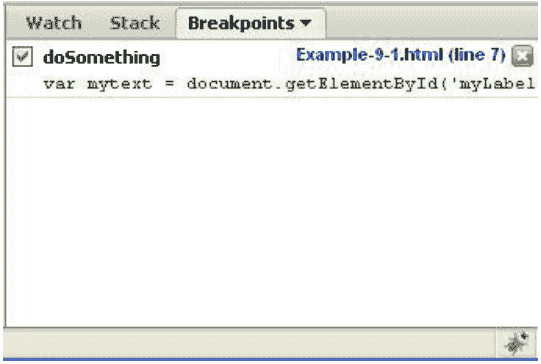 Watch Stack Breakpoints
doSomething Example-9-1.html (line 7)
var mytext = document.getElementById('myLabel